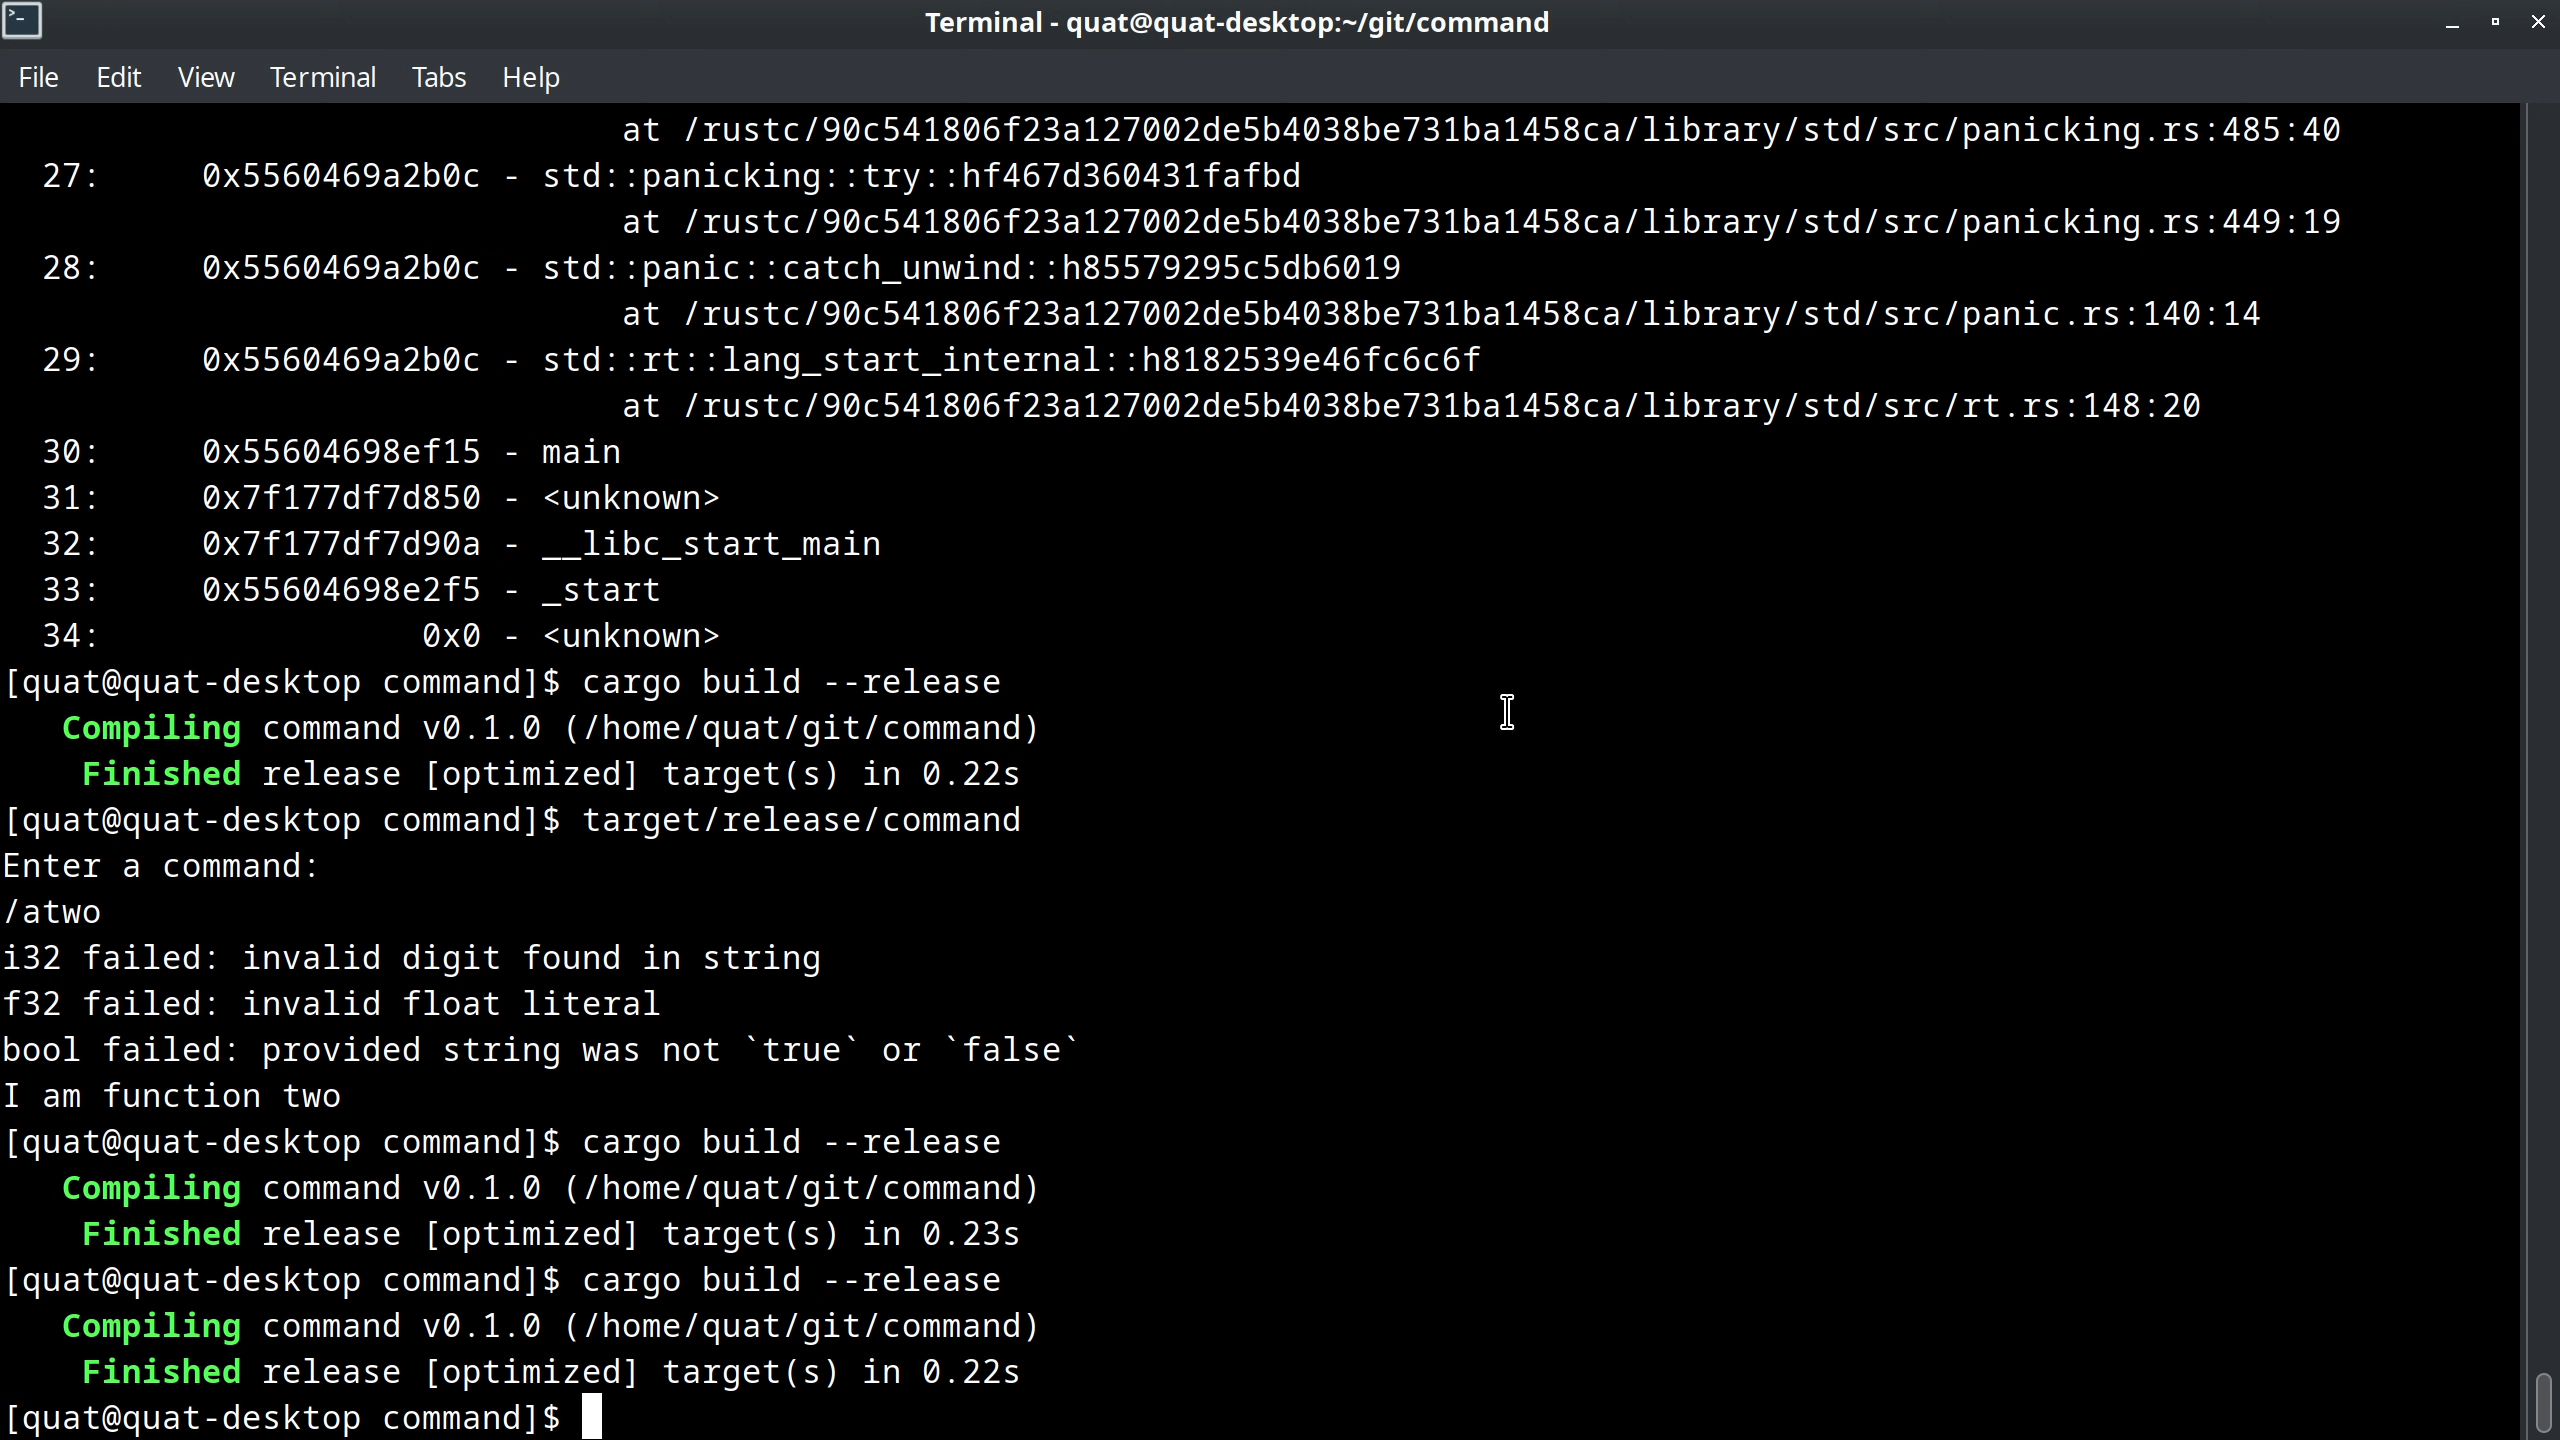 Terminal - quat@quat-desktop:~/git/command
File Edit View Terminal Tabs Help
at /rustc/90c541806f23a127002de5b4038be731ba1458ca/library/std/src/panicking.rs:485:40
27: 0x5560469a2b0c - std::panicking::try::hf467d360431fafbd
at /rustc/90c541806f23a127002de5b4038be731ba1458ca/library/std/src/panicking.rs:449:19
28: 0x5560469a2b0c - std::panic::catch_unwind::h85579295c5db6019
at /rustc/90c541806f23a127002de5b4038be731ba1458ca/library/std/src/panic.rs:140:14
29: 0x5560469a2b0c - std::rt::lang_start_internal::h8182539e46fc6c6f
at /rustc/90c541806f23a127002de5b4038be731ba1458ca/library/std/src/rt.rs:148:20
30: 0x55604698ef15 - main
31: 0x7f177df7d850 - <unknown>
32: 0x7f177df7d90a - __libc_start_main
33: 0x55604698e2f5 - _start
34: 0x0 - <unknown>
[quat@quat-desktop command]$ cargo build --release
Compiling command v0.1.0 (/home/quat/git/command)
Finished release [optimized] target(s) in 0.22s
[quat@quat-desktop command]$ target/release/command
Enter a command:
/atwo
i32 failed: invalid digit found in string
f32 failed: invalid float literal
bool failed: provided string was not `true` or `false`
I am function two
[quat@quat-desktop command]$ cargo build --release
Compiling command v0.1.0 (/home/quat/git/command)
Finished release [optimized] target(s) in 0.23s
[quat@quat-desktop command]$ cargo build --release
Compiling command v0.1.0 (/home/quat/git/command)
Finished release [optimized] target(s) in 0.22s
[quat@quat-desktop command]$